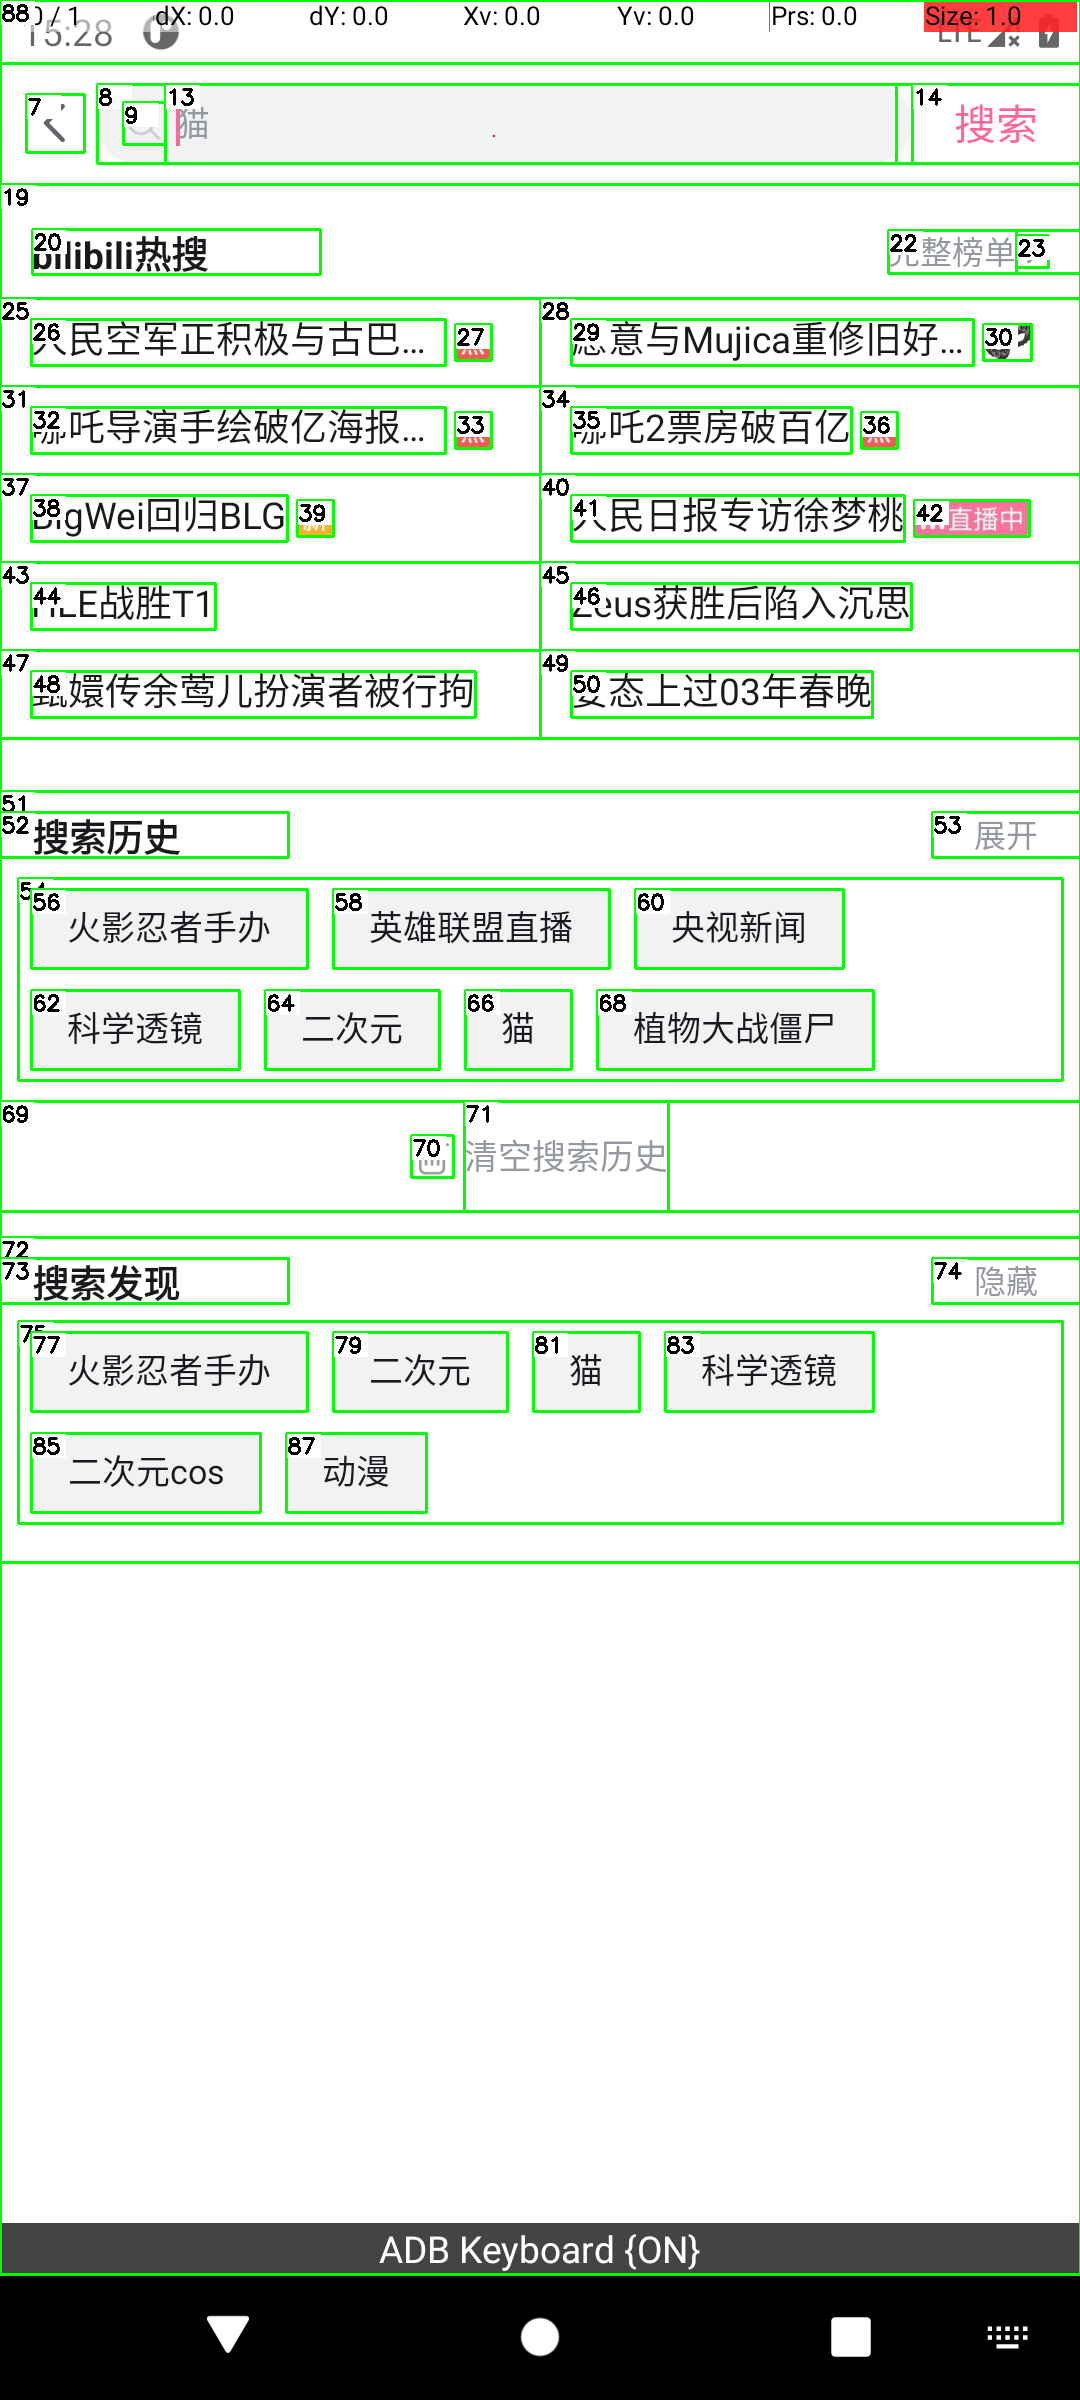 88 0 / 1 dX: 0.0 dY: 0.0 Xv: 0.0 Yv: 0.0 Prs: 0.0 Size: 1.0
15:28 LTE
7 8 9 13 猫 14 搜索
19
20 bilibili热搜 22 完整榜单 23
25 26 人民空军正积极与古巴... 27 28 29 愿意与Mujica重修旧好... 30
31 32 哪吒导演手绘破亿海报... 33 34 35 哪吒2票房破百亿 36
37 38 BigWei回归BLG 39 40 41 人民日报专访徐梦桃 42 直播中
43 44 HLE战胜T1 45 46 Zeus获胜后陷入沉思
47 48 甄嬛传余莺儿扮演者被行拘 49 50 姜态上过03年春晚
51
52 搜索历史 53 展开
54 56 火影忍者手办 58 英雄联盟直播 60 央视新闻
62 科学透镜 64 二次元 66 猫 68 植物大战僵尸
69 70 71 清空搜索历史
72
73 搜索发现 74 隐藏
75 77 火影忍者手办 79 二次元 81 猫 83 科学透镜
85 二次元cos 87 动漫
ADB Keyboard {ON}